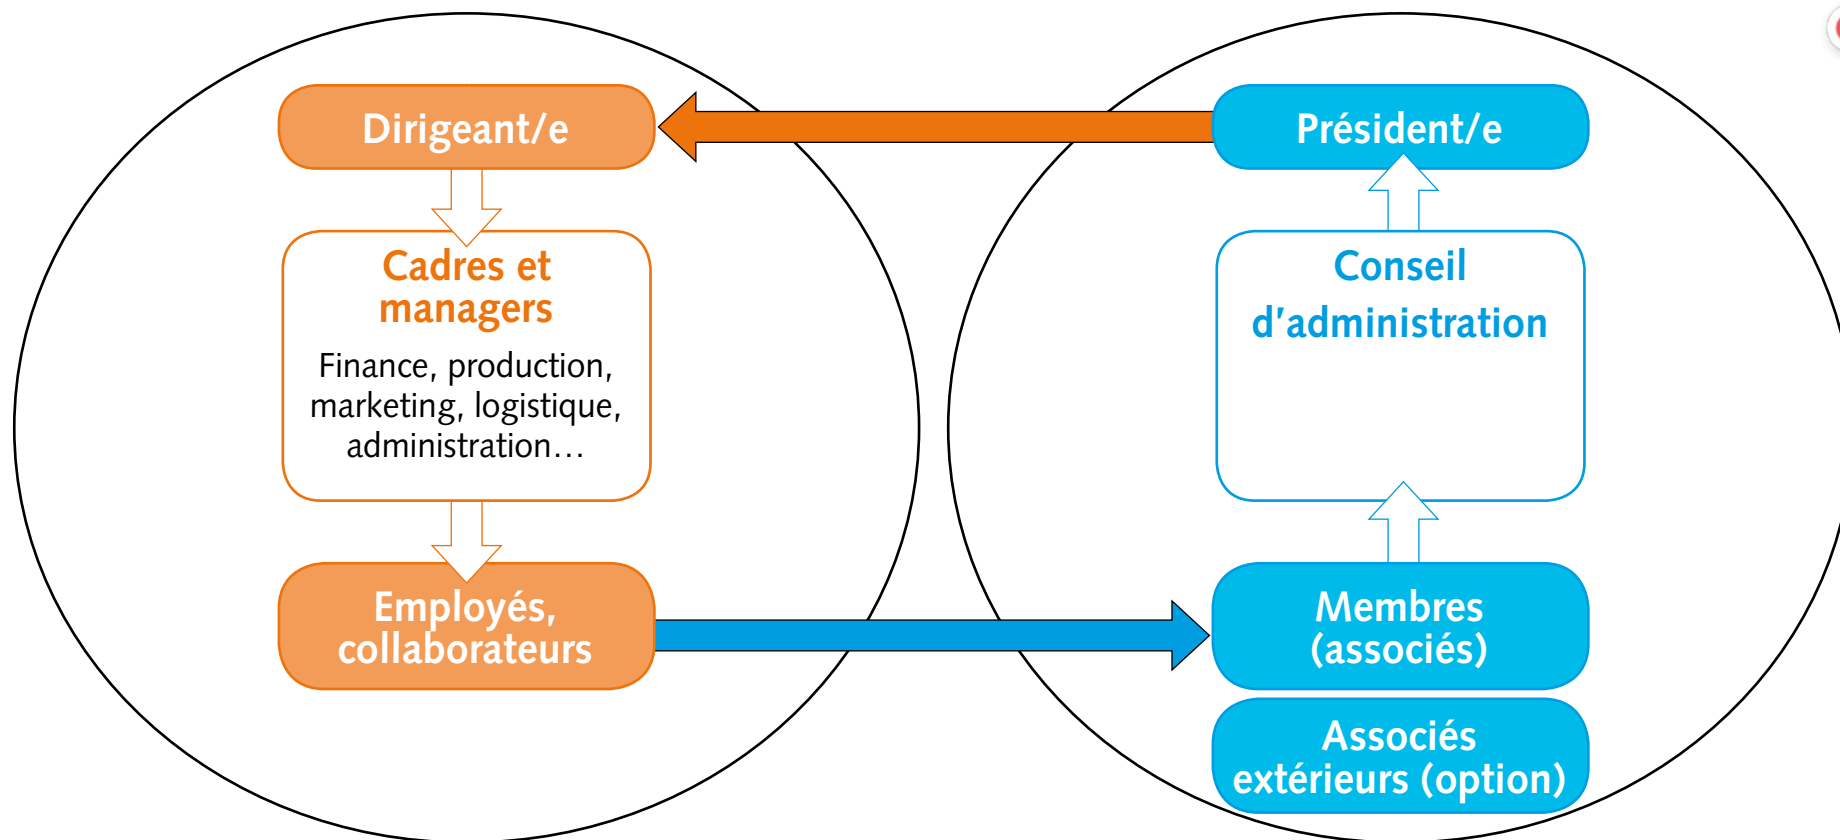 Dirigeant/e
Cadres et
managers
Finance, production,
marketing, logistique,
administration…
Employés,
collaborateurs
Président/e
Conseil
d'administration
Membres
(associés)
Associés
extérieurs (option)